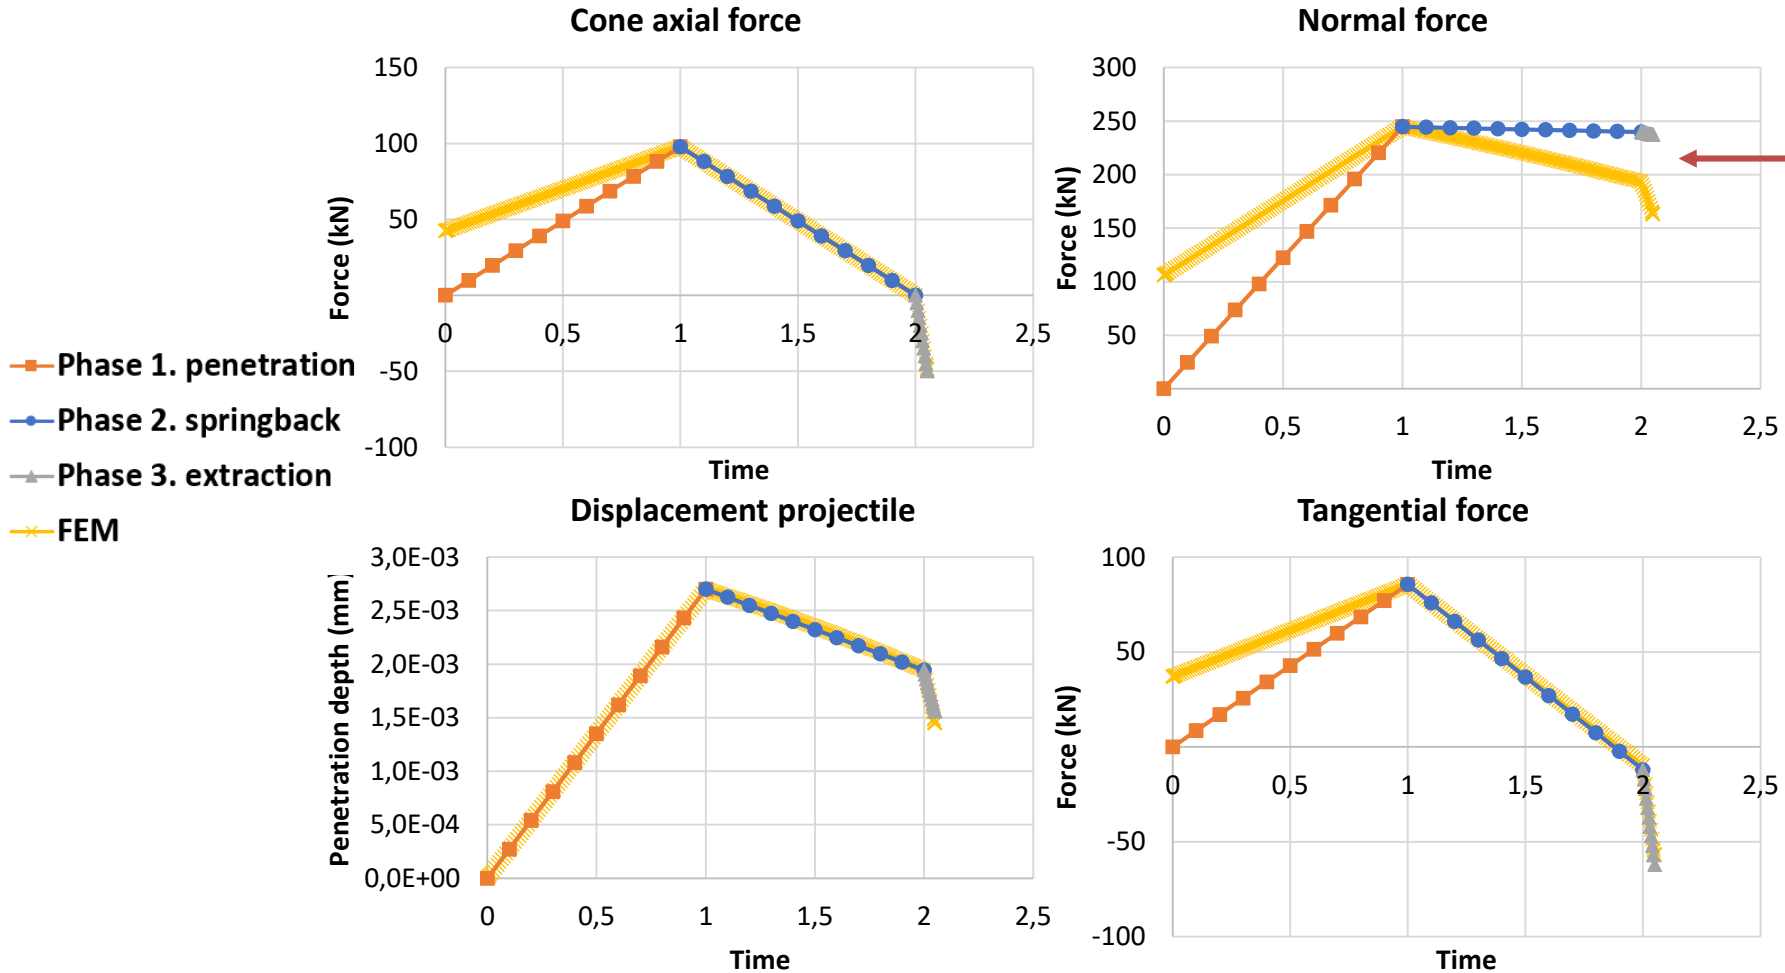 Cone axial force
150
100
50
-50
-100
0
0,5
1
1,5
2
2,5
Force (kN)
Time
Normal force
300
250
200
150
100
50
0
0,5
1
1,5
2
2,5
Force (kN)
Time
Phase 1. penetration
Phase 2. springback
Phase 3. extraction
FEM
Displacement projectile
3,0E-03
2,5E-03
2,0E-03
1,5E-03
1,0E-03
5,0E-04
0,0E+00
0
0,5
1
1,5
2
2,5
Penetration depth (mm)
Time
Tangential force
100
50
-50
-100
0
0,5
1
1,5
2
2,5
Force (kN)
Time